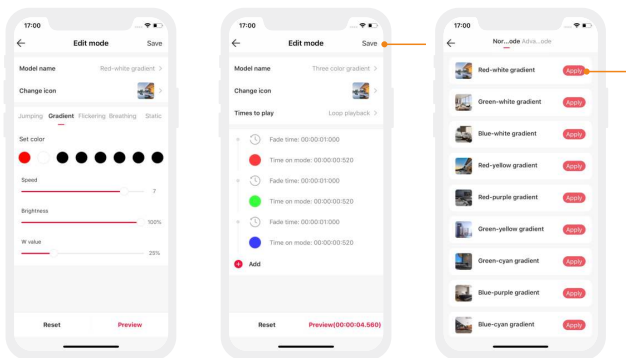 17:00
Edit mode
Save
Model name
Red-white gradient
Change icon
Jumping Gradient Flickering Breathing Static
Set color
Speed
7
Brightness
100%
W value
25%
Reset
Preview
17:00
Edit mode
Save
Model name
Three color gradient
Change icon
Times to play
Loop playback
Fade time: 00:00:01:000
Time on mode: 00:00:00:520
Fade time: 00:00:01:000
Time on mode: 00:00:00:520
Fade time: 00:00:01:000
Time on mode: 00:00:00:520
Add
Reset
Preview(00:00:04.560)
17:00
Nor...ode Adva...ode
Red-white gradient
Apply
Green-white gradient
Apply
Blue-white gradient
Apply
Red-yellow gradient
Apply
Red-purple gradient
Apply
Green-yellow gradient
Apply
Green-cyan gradient
Apply
Blue-purple gradient
Apply
Blue-cyan gradient
Apply